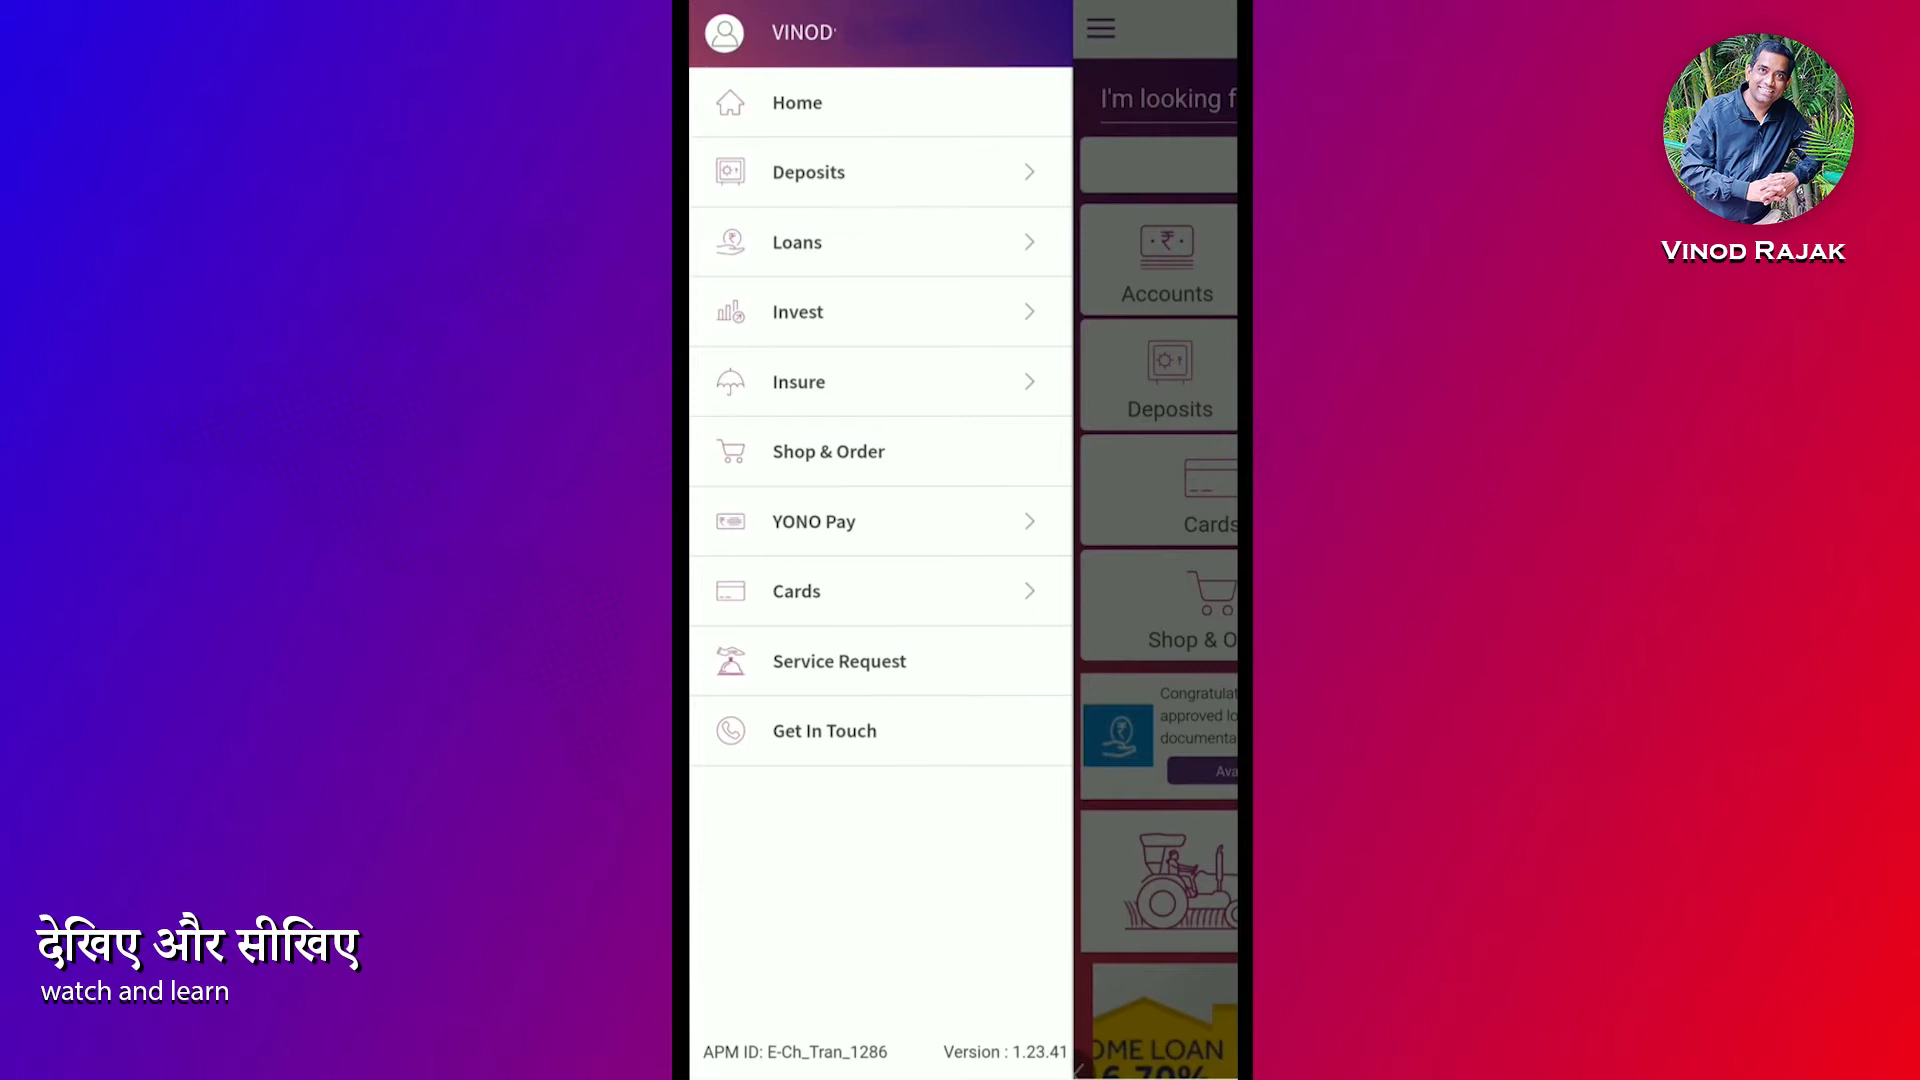 VINOD
Home
Deposits
Loans
Invest
Insure
Shop & Order
YONO Pay
Cards
Service Request
Get In Touch
APM ID: E-Ch_Tran_1286
Version : 1.23.41
I'm looking f
Accounts
Deposits
Cards
Shop & O
Congratulat
approved lo
documenta
Ava
OME LOAN
6.70%
VINOD RAJAK
देखिए और सीखिए
watch and learn